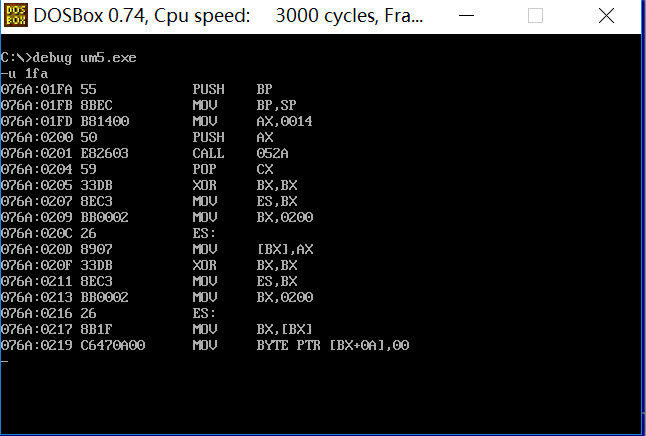 DOS BOX DOSBox 0.74, Cpu speed: 3000 cycles, Fra...
C:\>debug um5.exe
-u 1fa
076A:01FA 55 PUSH BP
076A:01FB 8BEC MOV BP,SP
076A:01FD B81400 MOV AX,0014
076A:0200 50 PUSH AX
076A:0201 E82603 CALL 052A
076A:0204 59 POP CX
076A:0205 33DB XOR BX,BX
076A:0207 8EC3 MOV ES,BX
076A:0209 BB0002 MOV BX,0200
076A:020C 26 ES:
076A:020D 8907 MOV [BX],AX
076A:020F 33DB XOR BX,BX
076A:0211 8EC3 MOV ES,BX
076A:0213 BB0002 MOV BX,0200
076A:0216 26 ES:
076A:0217 8B1F MOV BX,[BX]
076A:0219 C6470A00 MOV BYTE PTR [BX+0A],00
-